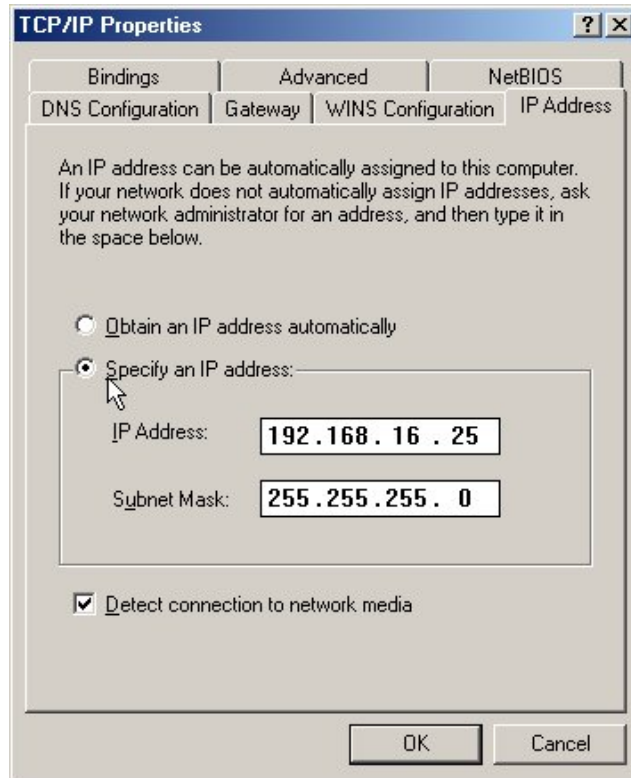 TCP/IP Properties
Bindings Advanced NetBIOS
DNS Configuration Gateway WINS Configuration IP Address
An IP address can be automatically assigned to this computer.
If your network does not automatically assign IP addresses, ask
your network administrator for an address, and then type it in
the space below.
Obtain an IP address automatically
Specify an IP address:
IP Address: 192.168.16.25
Subnet Mask: 255.255.255.0
Detect connection to network media
OK Cancel